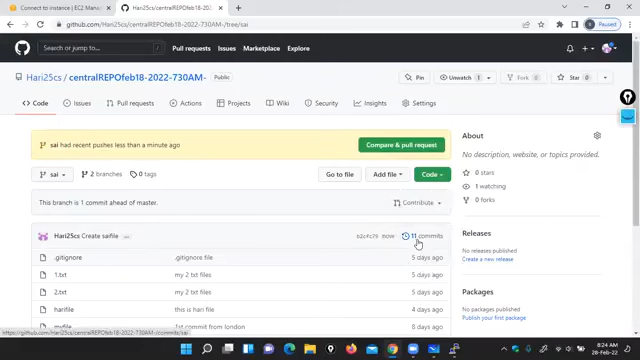 Connect to instance | EC2 Manag
Hari25cs/centralREPOfeb18-2022
github.com/Hari25cs/centralREPOfeb18-2022-730AM-/tree/sai
Paused
Search or jump to...
Pull requests
Issues
Marketplace
Explore
Hari25cs / centralREPOfeb18-2022-730AM-
Public
Pin
Unwatch 1
Fork 0
Star 0
Code
Issues
Pull requests
Actions
Projects
Wiki
Security
Insights
Settings
sai had recent pushes less than a minute ago
Compare & pull request
sai
2 branches
0 tags
Go to file
Add file
Code
This branch is 1 commit ahead of master.
Contribute
Hari25cs Create saifile ...
now
11 commits
.gitignore
.gitignore file
5 days ago
1.txt
my 2 txt files
5 days ago
2.txt
my 2 txt files
5 days ago
harifile
this is hari file
4 days ago
myfile
1st commit from london
8 days ago
About
No description, website, or topics provided.
0 stars
1 watching
0 forks
Releases
No releases published
Create a new release
Packages
No packages published
Publish your first package
https://github.com/Hari25cs/centralREPOfeb18-2022-730AM-/commits/sai
8:24 AM
28-Feb-22